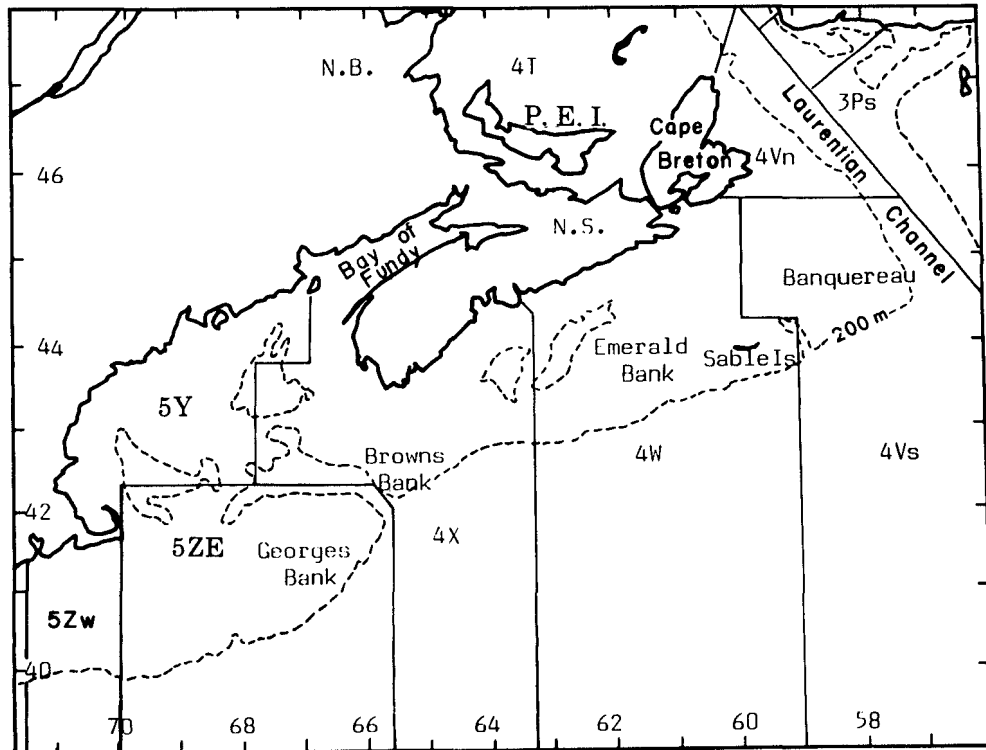 N.B.
4T
3Ps
P. E. I.
Cape
Breton
4Vn
Laurentian
Channel
46
N.S.
Bay of
Fundy
Banquereau
200 m
44
Emerald
Bank
Sable Is
5Y
Browns
Bank
4W
4Vs
42
4X
5ZE
Georges
Bank
5Zw
40
70
68
66
64
62
60
58